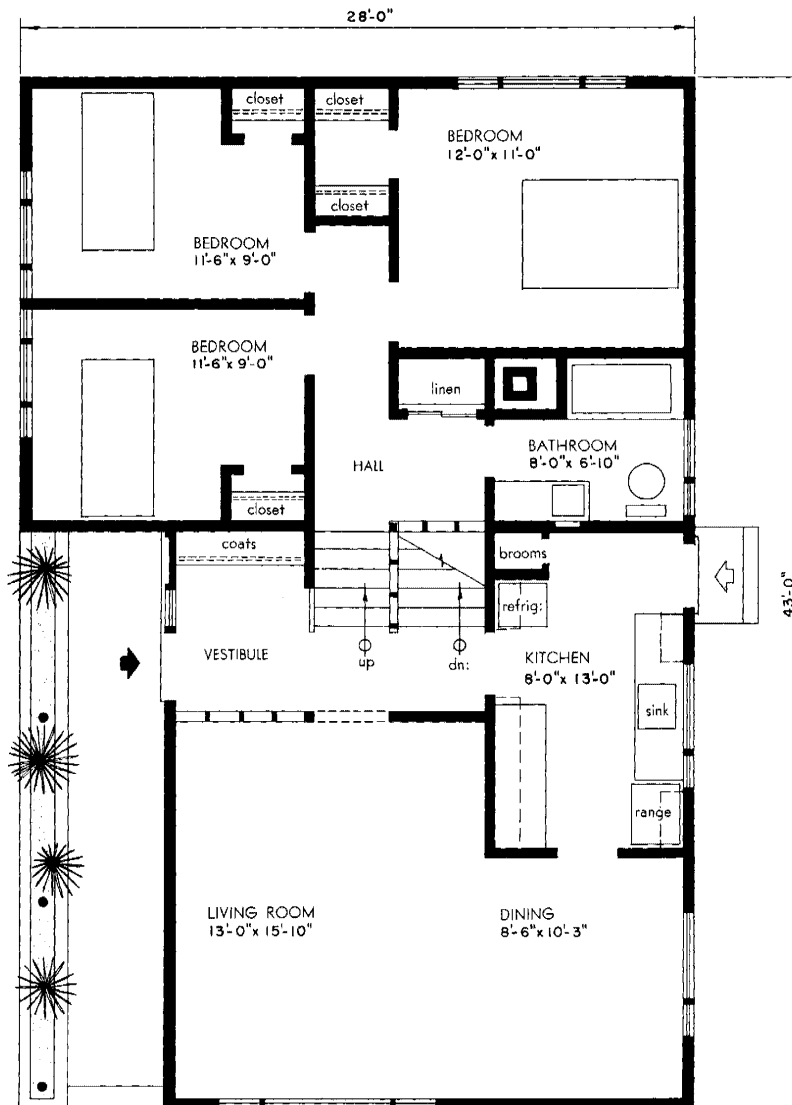 28'-0"
closet
closet
BEDROOM
12'-0" x 11'-0"
closet
BEDROOM
11'-6" x 9'-0"
BEDROOM
11'-6" x 9'-0"
linen
HALL
BATHROOM
8'-0" x 6'-10"
closet
coats
brooms
refrig:
43'-0"
VESTIBULE
up
dn:
KITCHEN
8'-0" x 13'-0"
sink
range
LIVING ROOM
13'-0" x 15'-10"
DINING
8'-6" x 10'-3"